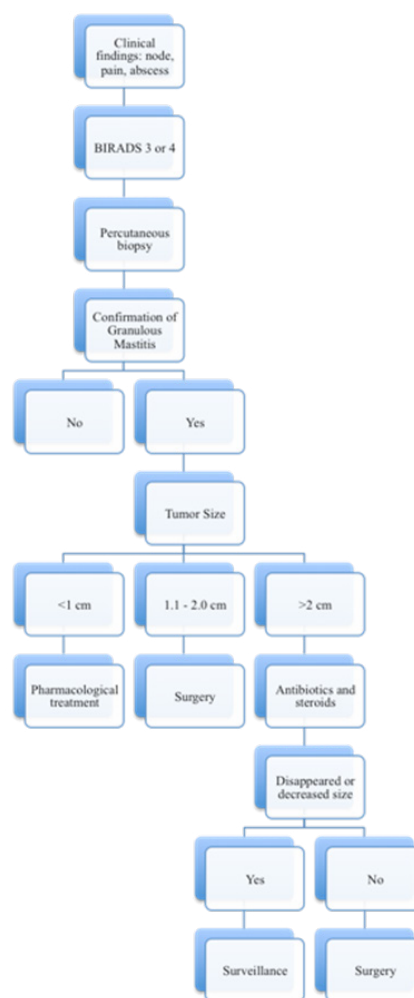 Clinical
findings: node,
pain, abscess
BIRADS 3 or 4
Percutaneous
biopsy
Confirmation of
Granulous
Mastitis
No
Yes
Tumor Size
<1 cm
1.1 - 2.0 cm
>2 cm
Pharmacological
treatment
Surgery
Antibiotics and
steroids
Disappeared or
decreased size
Yes
No
Surveillance
Surgery